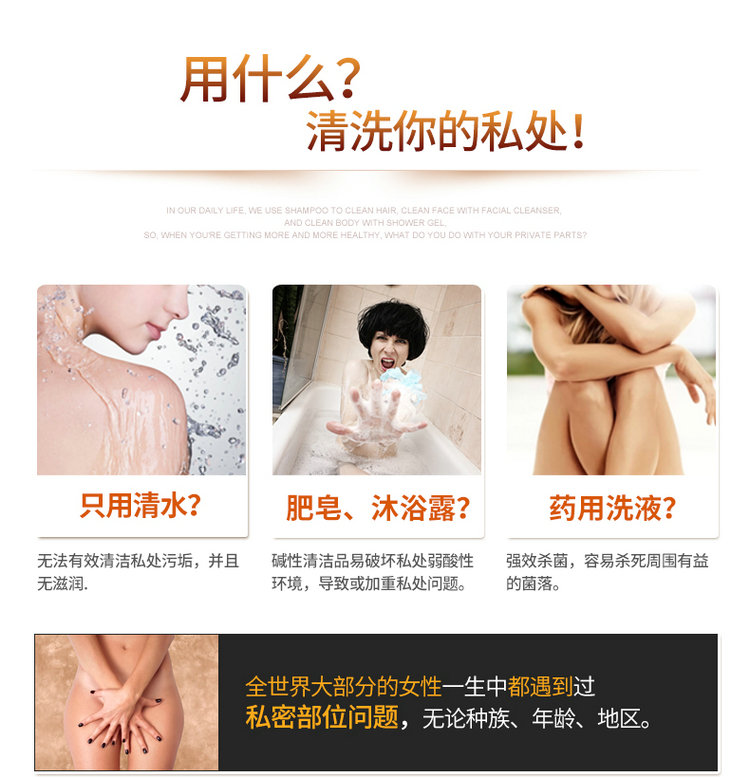 用什么?
清洗你的私处!
IN OUR DAILY LIFE, WE USE SHAMPOO TO CLEAN HAIR, CLEAN FACE WITH FACIAL CLEANSER,
AND CLEAN BODY WITH SHOWER GEL,
SO, WHEN YOU'RE GETTING MORE AND MORE HEALTHY, WHAT DO YOU DO WITH YOUR PRIVATE PARTS?
只用清水?
无法有效清洁私处污垢，并且
无滋润.
肥皂、沐浴露?
碱性清洁品易破坏私处弱酸性
环境，导致或加重私处问题。
药用洗液?
强效杀菌，容易杀死周围有益
的菌落。
全世界大部分的女性一生中都遇到过
私密部位问题，无论种族、年龄、地区。